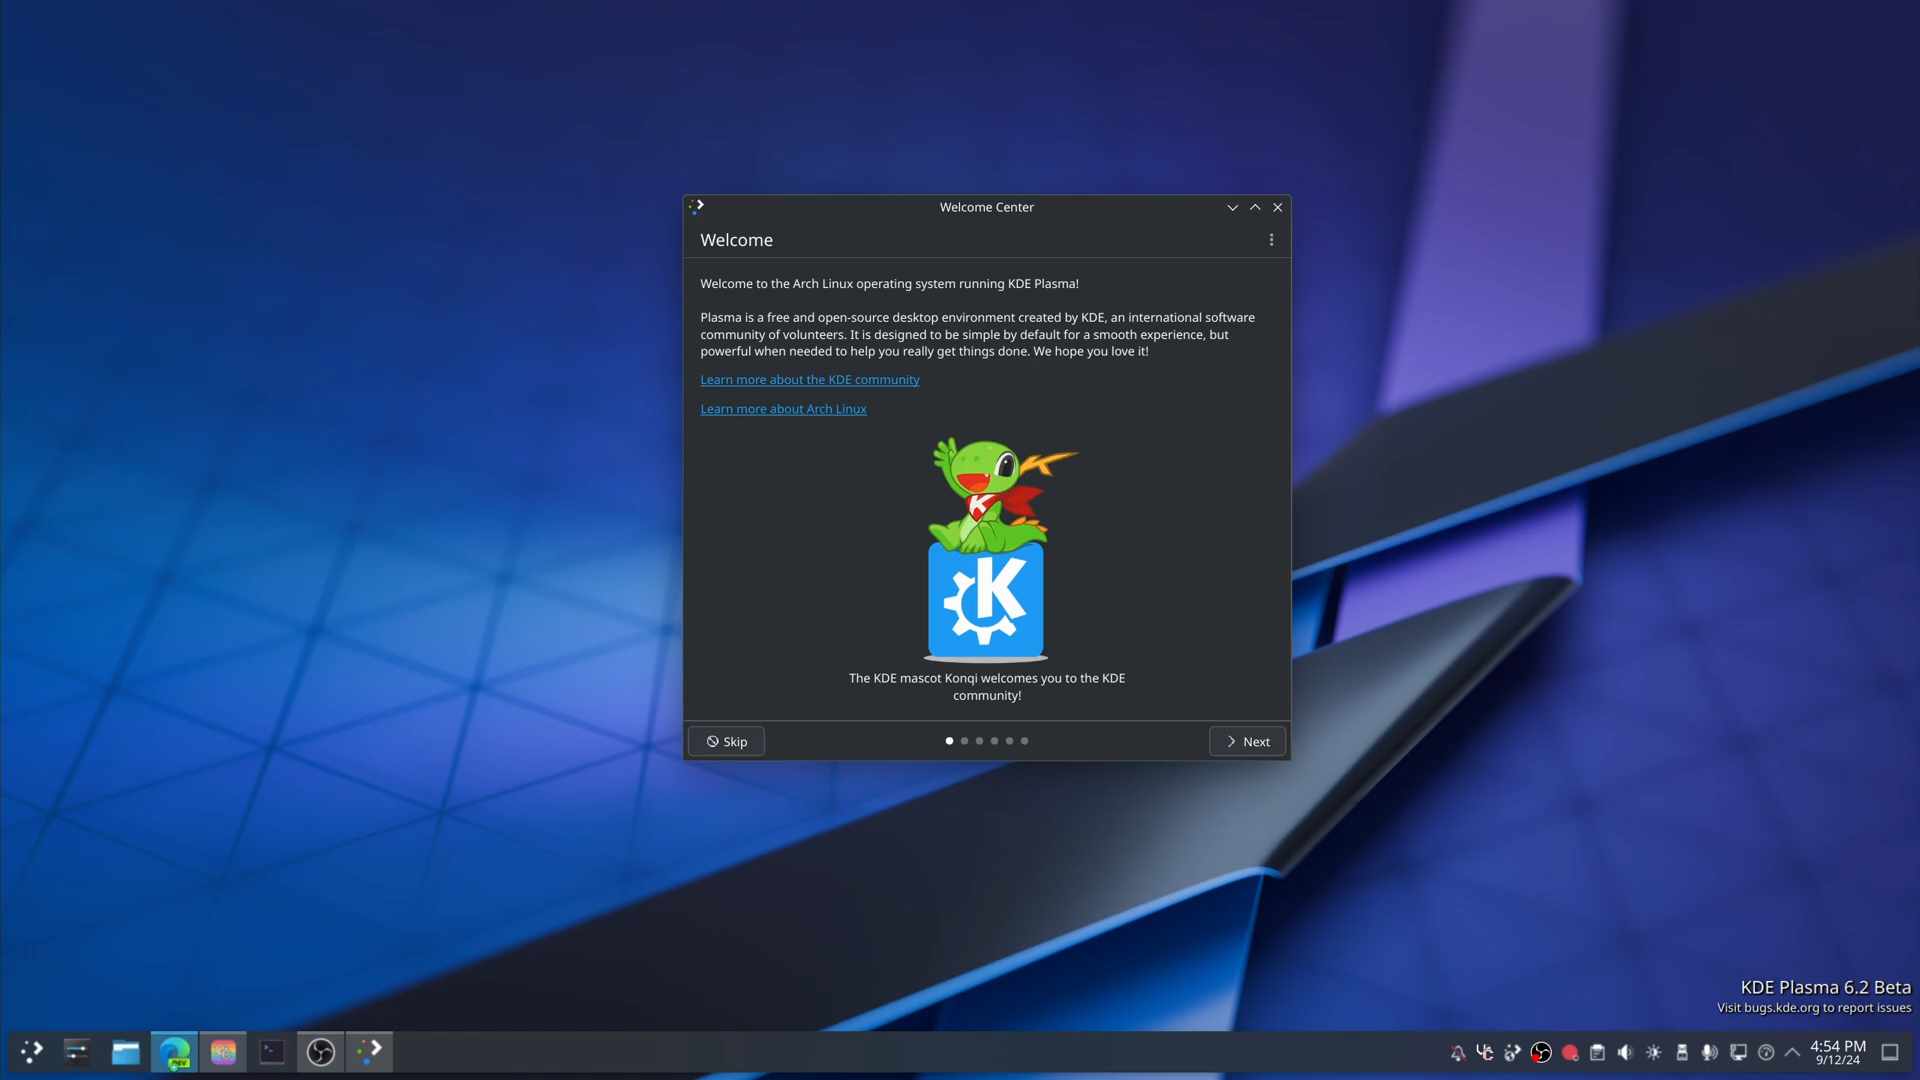 Welcome Center
Welcome
Welcome to the Arch Linux operating system running KDE Plasma!
Plasma is a free and open-source desktop environment created by KDE, an international software
community of volunteers. It is designed to be simple by default for a smooth experience, but
powerful when needed to help you really get things done. We hope you love it!
Learn more about the KDE community
Learn more about Arch Linux
K
K
The KDE mascot Konqi welcomes you to the KDE
community!
Skip
Next
KDE Plasma 6.2 Beta
Visit bugs.kde.org to report issues
DEV
4:54 PM
9/12/24